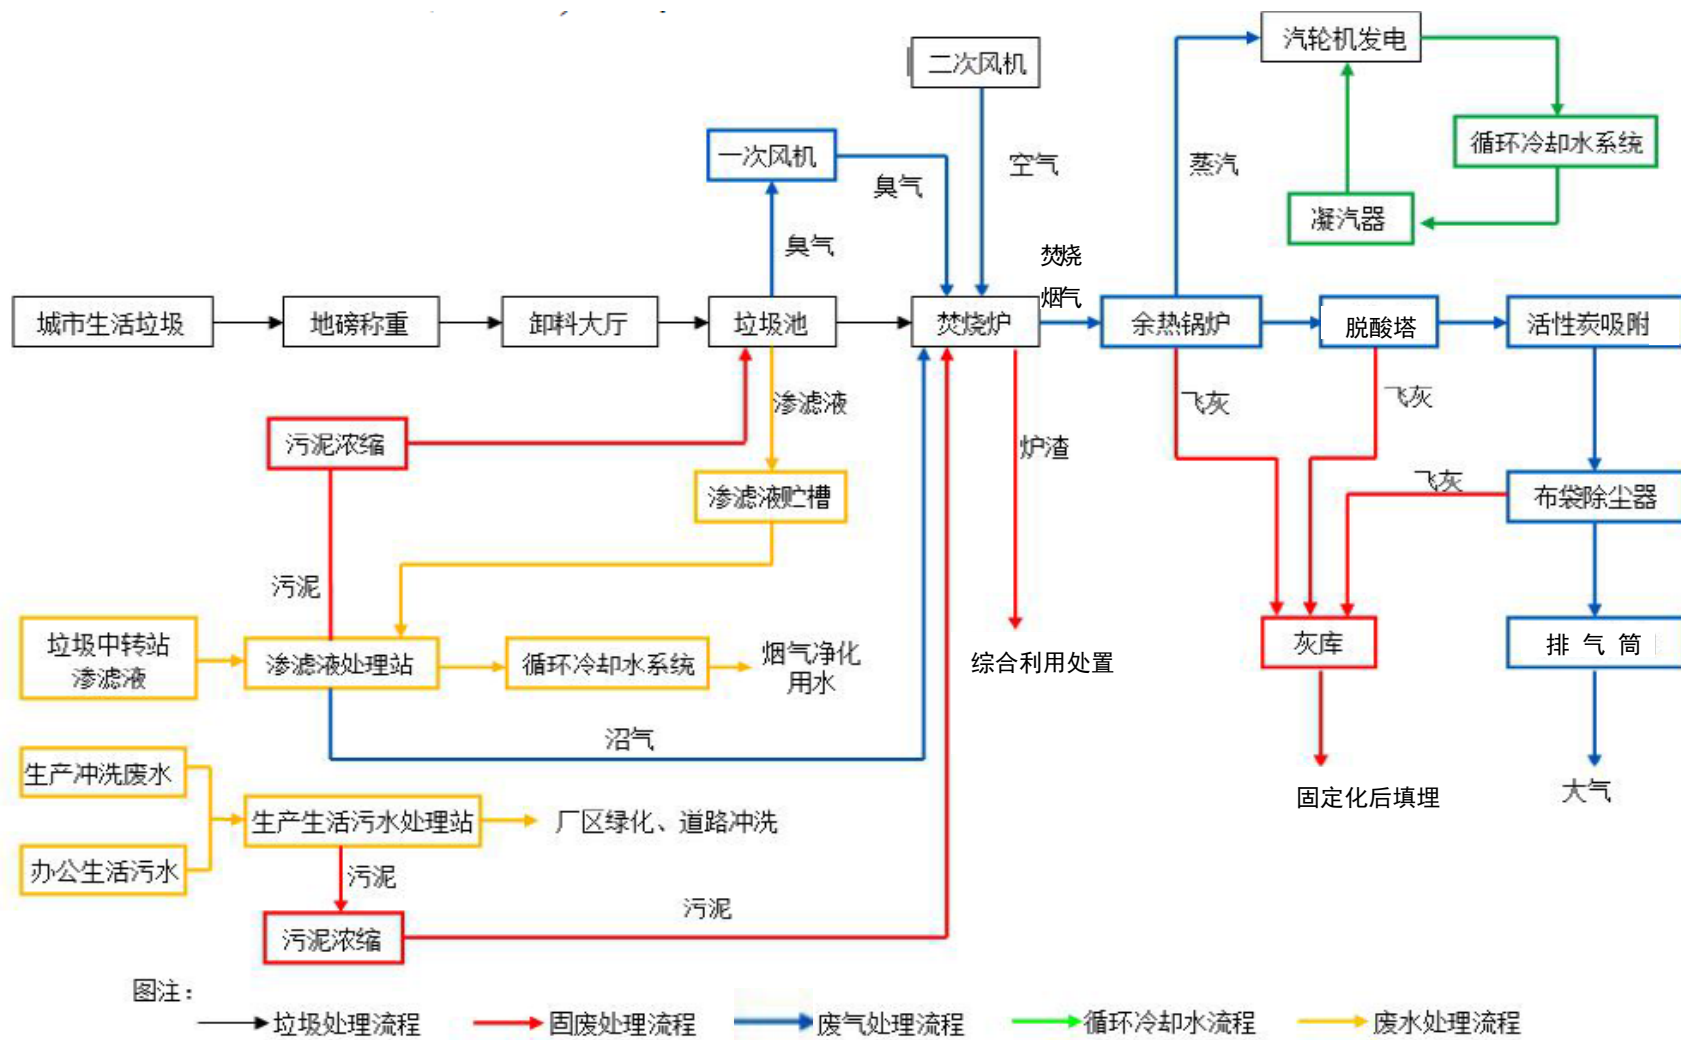 二次风机
汽轮机发电
一次风机
臭气
空气
蒸汽
循环冷却水系统
凝汽器
臭气
焚烧
烟气
城市生活垃圾
地磅称重
卸料大厅
垃圾池
焚烧炉
余热锅炉
脱酸塔
活性炭吸附
渗滤液
飞灰
飞灰
污泥浓缩
炉渣
飞灰
渗滤液贮槽
布袋除尘器
污泥
垃圾中转站
渗滤液
渗滤液处理站
循环冷却水系统
烟气净化
用水
综合利用处置
灰库
排气筒
沼气
生产冲洗废水
固定化后填埋
大气
生产生活污水处理站
厂区绿化、道路冲洗
办公生活污水
污泥
污泥
污泥浓缩
图注：
垃圾处理流程
固废处理流程
废气处理流程
循环冷却水流程
废水处理流程